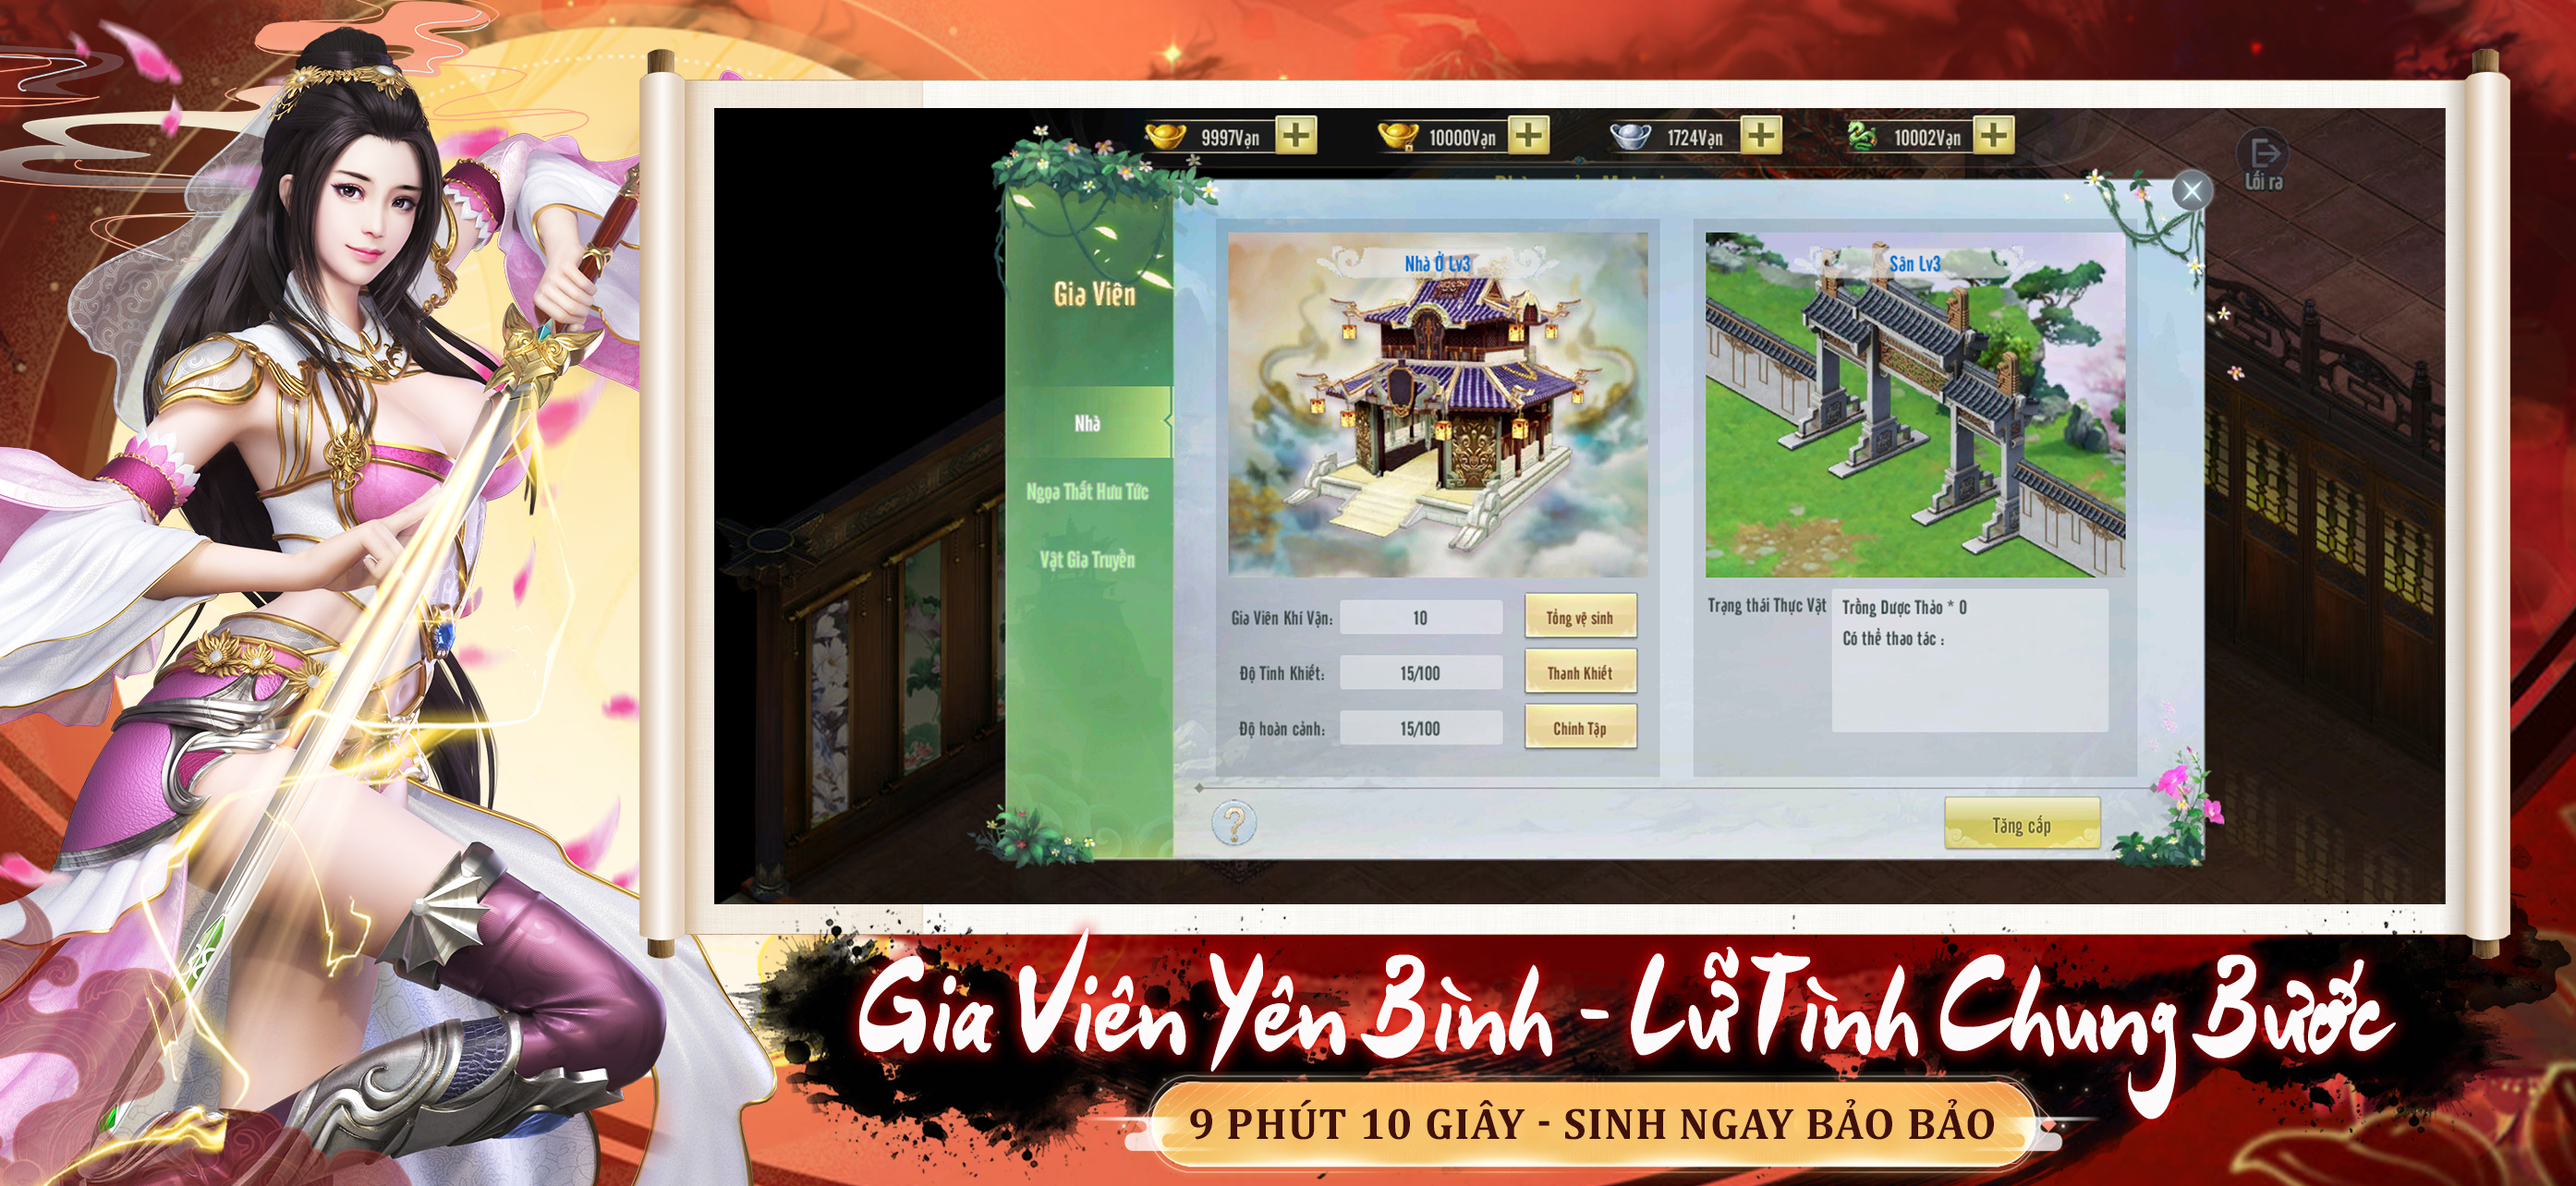 9997Vạn
10000Vạn
1724Vạn
10002Vạn
Lối ra
Gia Viên
Nhà
Ngọa Thất Hưu Tức
Vật Gia Truyền
Nhà Ở Lv3
Gia Viên Khí Vận: 10 Tổng vệ sinh
Độ Tinh Khiết: 15/100 Thanh Khiết
Độ hoàn cảnh: 15/100 Chỉnh Tập
Sân Lv3
Trạng thái Thực Vật
Trồng Dược Thảo * 0
Có thể thao tác :
Tăng cấp
Gia Viên Yên Bình - Lữ Tình Chung Bước
9 PHÚT 10 GIÂY - SINH NGAY BẢO BẢO